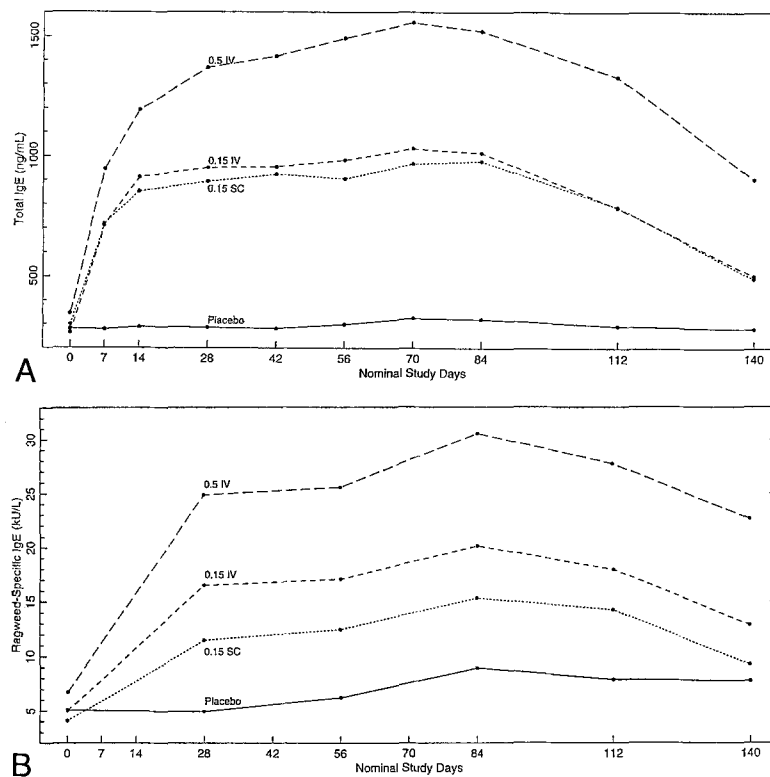 1500
1000
500
Total IgE (ng/mL)
0.5 IV
0.15 IV
0.15 SC
Placebo
0 7 14 28 42 56 70 84 112 140
Nominal Study Days
A
30
25
20
15
10
5
Ragweed-Specific IgE (kU/L)
0.5 IV
0.15 IV
0.15 SC
Placebo
0 7 14 28 42 56 70 84 112 140
Nominal Study Days
B